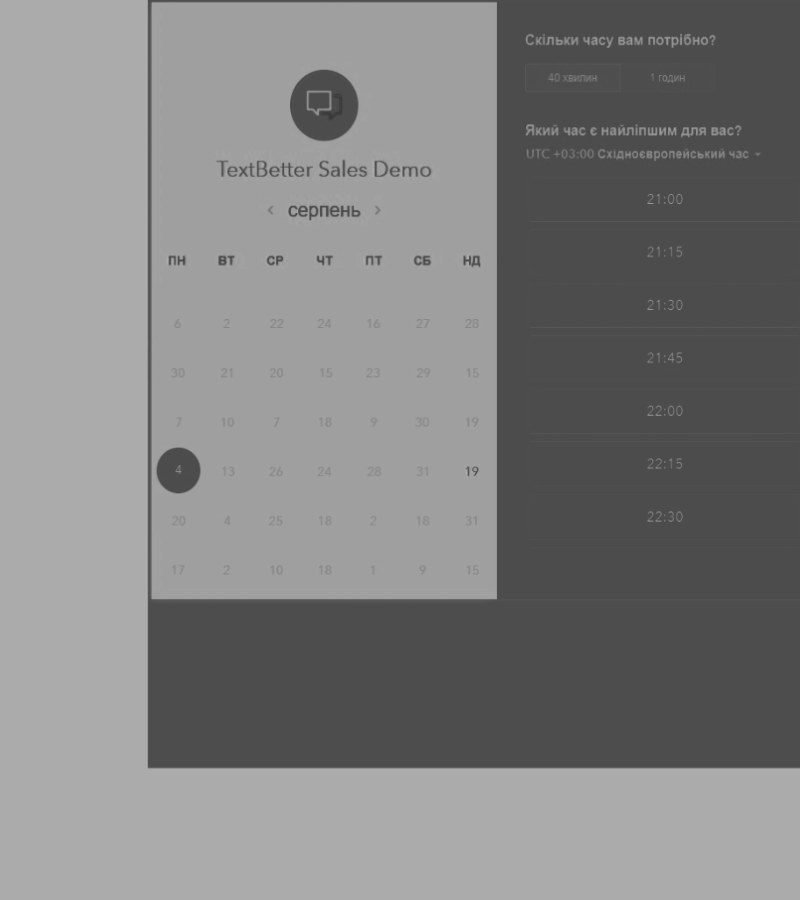 TextBetter Sales Demo
< серпень >
ПН ВТ СР ЧТ ПТ СБ НД
6 2 22 24 16 27 28
30 21 20 15 23 29 15
7 10 7 18 9 30 19
4 13 26 24 28 31 19
20 4 25 18 2 18 31
17 2 10 18 1 9 15
Скільки часу вам потрібно?
40 хвилин 1 годин
Який час є найліпшим для вас?
UTC +03:00 Східноєвропейський час
21:00
21:15
21:30
21:45
22:00
22:15
22:30